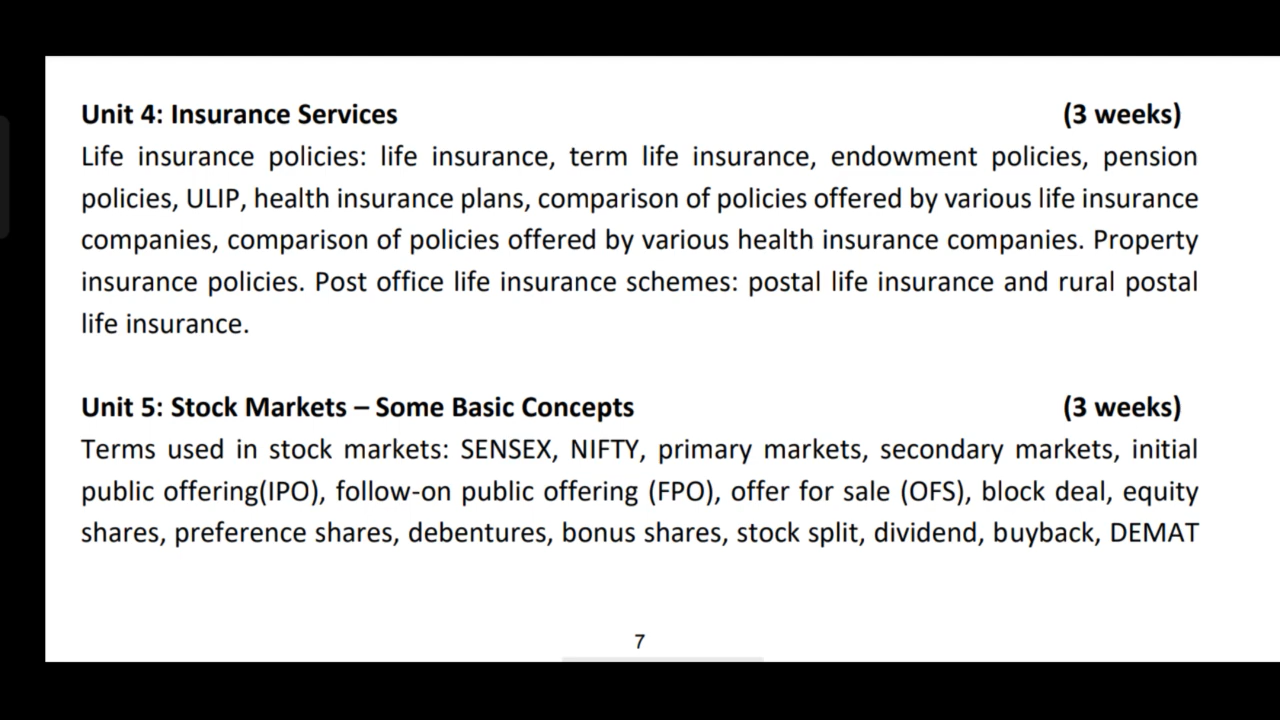 Unit 4: Insurance Services (3 weeks)
Life insurance policies: life insurance, term life insurance, endowment policies, pension
policies, ULIP, health insurance plans, comparison of policies offered by various life insurance
companies, comparison of policies offered by various health insurance companies. Property
insurance policies. Post office life insurance schemes: postal life insurance and rural postal
life insurance.
Unit 5: Stock Markets – Some Basic Concepts (3 weeks)
Terms used in stock markets: SENSEX, NIFTY, primary markets, secondary markets, initial
public offering(IPO), follow-on public offering (FPO), offer for sale (OFS), block deal, equity
shares, preference shares, debentures, bonus shares, stock split, dividend, buyback, DEMAT
7